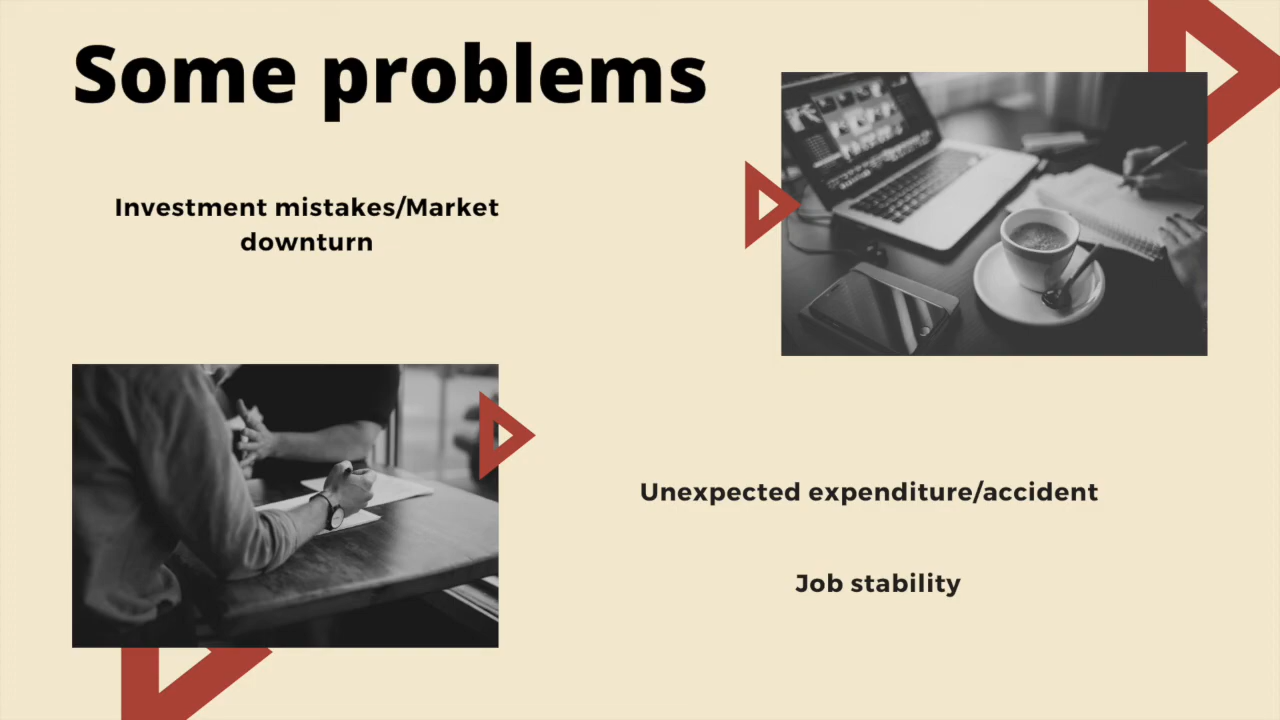 Some problems
Investment mistakes/Market
downturn
Unexpected expenditure/accident
Job stability